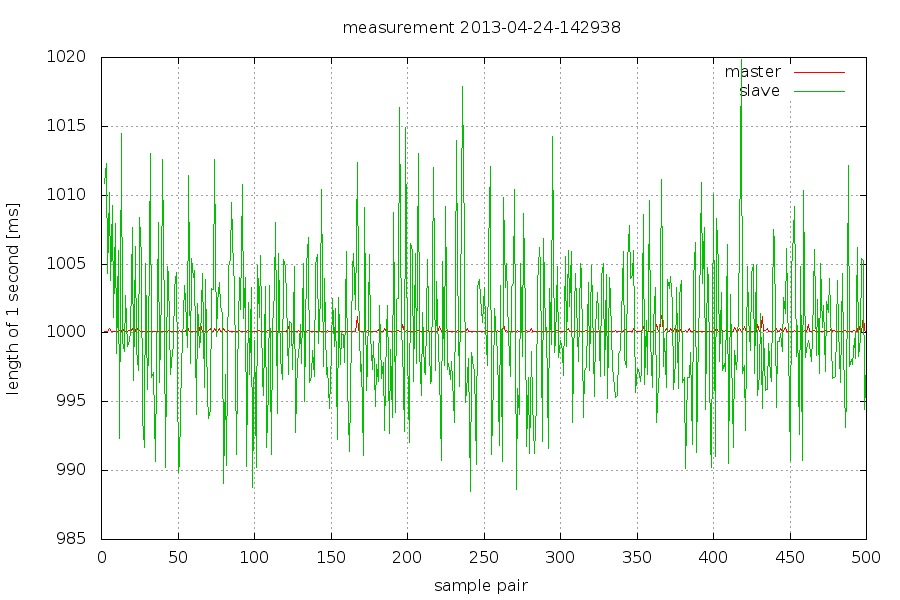 measurement 2013-04-24-142938
master
slave
length of 1 second [ms]
1020
1015
1010
1005
1000
995
990
985
0 50 100 150 200 250 300 350 400 450 500
sample pair